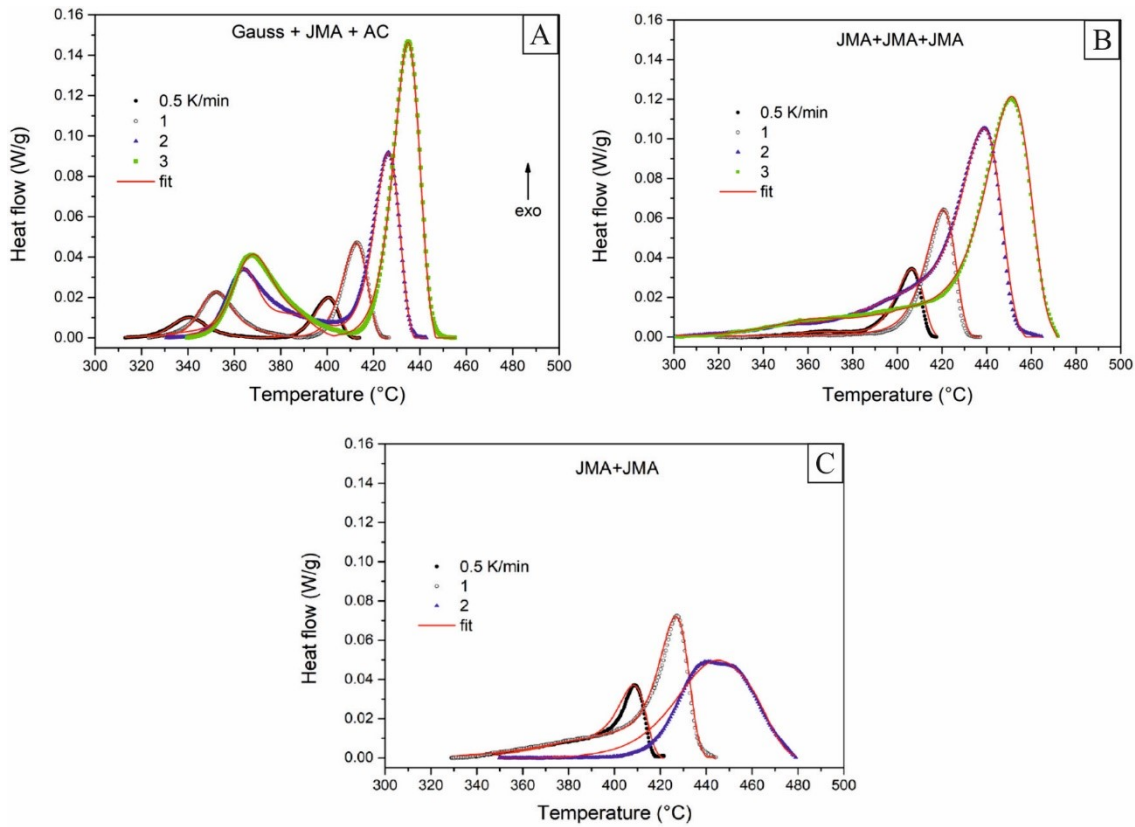 Gauss + JMA + AC
A
0.16
0.14
0.12
0.10
0.08
0.06
0.04
0.02
0.00
Heat flow (W/g)
0.5 K/min
1
2
3
fit
exo
300 320 340 360 380 400 420 440 460 480 500
Temperature (°C)
JMA+JMA+JMA
B
0.16
0.14
0.12
0.10
0.08
0.06
0.04
0.02
0.00
Heat flow (W/g)
0.5 K/min
1
2
3
fit
300 320 340 360 380 400 420 440 460 480 500
Temperature (°C)
JMA+JMA
C
0.16
0.14
0.12
0.10
0.08
0.06
0.04
0.02
0.00
Heat flow (W/g)
0.5 K/min
1
2
fit
300 320 340 360 380 400 420 440 460 480 500
Temperature (°C)